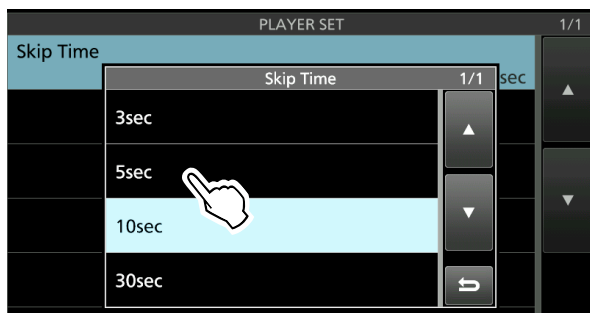 PLAYER SET 1/1
Skip Time
sec
Skip Time 1/1
3sec
5sec
10sec
30sec